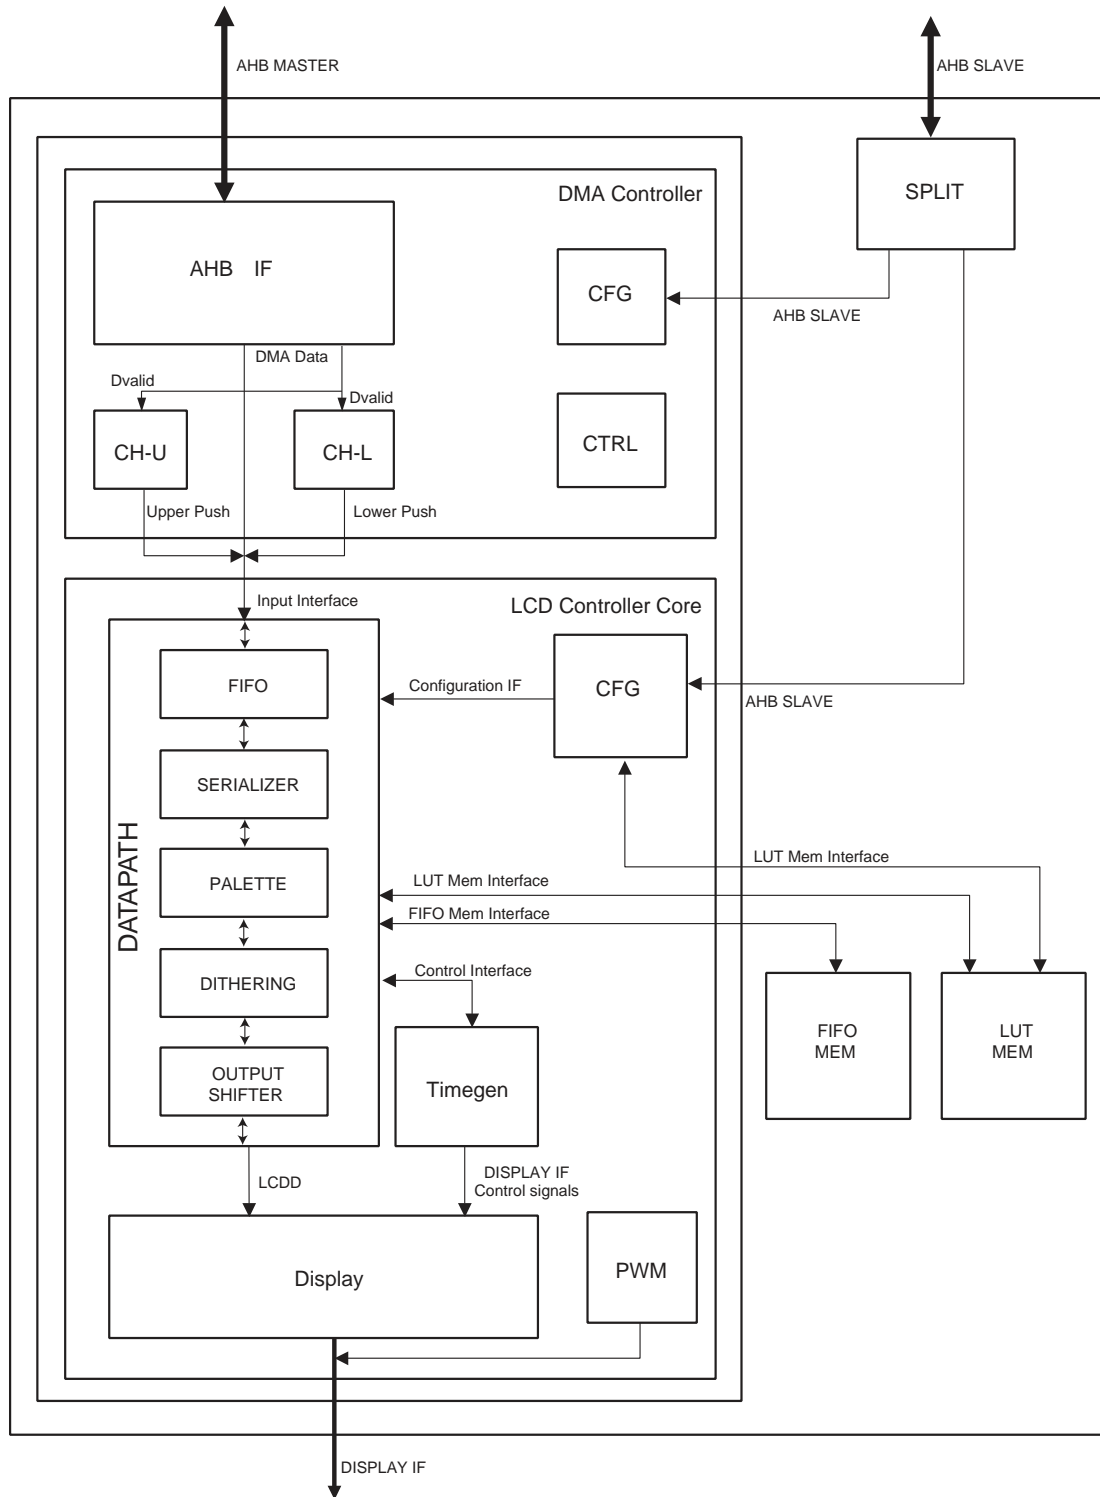 AHB MASTER
AHB SLAVE
DMA Controller
SPLIT
AHB IF
CFG
AHB SLAVE
DMA Data
Dvalid
Dvalid
CH-U
CH-L
CTRL
Upper Push
Lower Push
Input Interface
LCD Controller Core
FIFO
Configuration IF
CFG
AHB SLAVE
SERIALIZER
DATAPATH
PALETTE
LUT Mem Interface
LUT Mem Interface
FIFO Mem Interface
DITHERING
Control Interface
FIFO
MEM
LUT
MEM
OUTPUT
SHIFTER
Timegen
LCDD
DISPLAY IF
Control signals
Display
PWM
DISPLAY IF